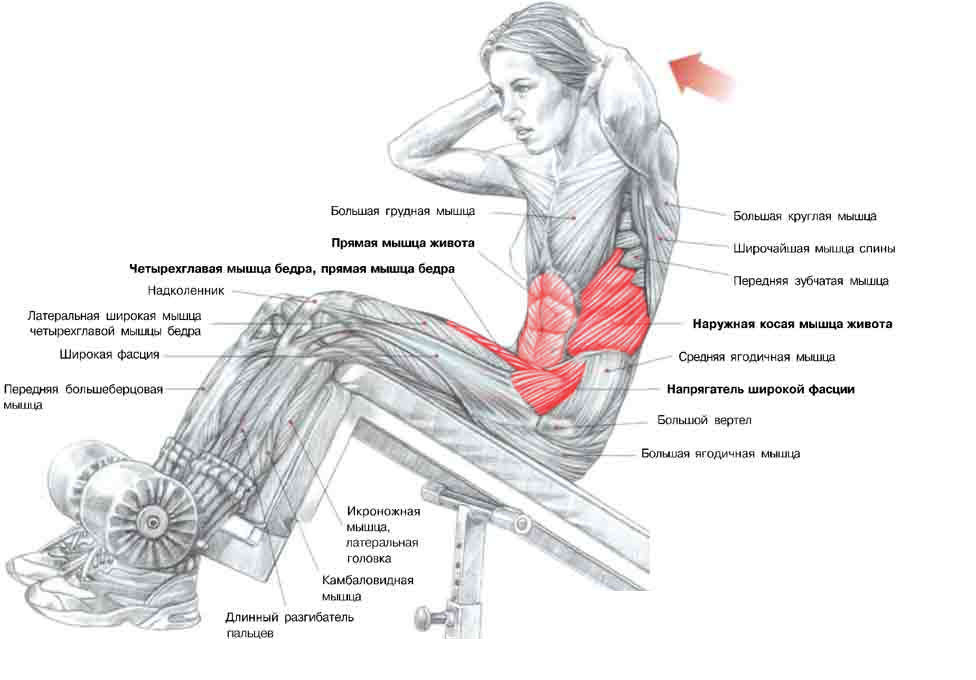 Большая грудная мышца
Прямая мышца живота
Четырехглавая мышца бедра, прямая мышца бедра
Надколенник
Латеральная широкая мышца
четырехглавой мышцы бедра
Широкая фасция
Передняя большеберцовая
мышца
Большая круглая мышца
Широчайшая мышца спины
Передняя зубчатая мышца
Наружная косая мышца живота
Средняя ягодичная мышца
Напрягатель широкой фасции
Большой вертел
Большая ягодичная мышца
Икроножная
мышца,
латеральная
головка
Камбаловидная
мышца
Длинный разгибатель
пальцев